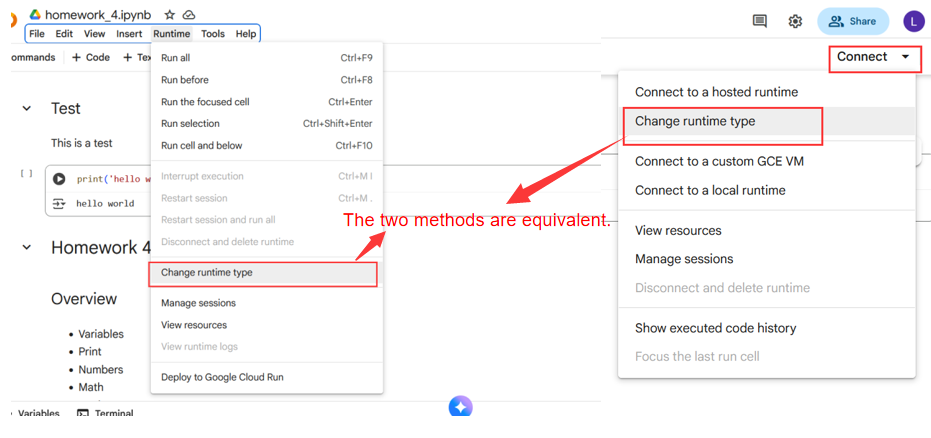 homework_4.ipynb
File Edit View Insert Runtime Tools Help
ommands + Code + Tex
Test
This is a test
[ ]
print('hello w
hello world
Homework 4
Overview
Variables
Print
Numbers
Math
Variables Terminal
Run all Ctrl+F9
Run before Ctrl+F8
Run the focused cell Ctrl+Enter
Run selection Ctrl+Shift+Enter
Run cell and below Ctrl+F10
Interrupt execution Ctrl+M I
Restart session Ctrl+M .
Restart session and run all
Disconnect and delete runtime
Change runtime type
Manage sessions
View resources
View runtime logs
Deploy to Google Cloud Run
The two methods are equivalent.
Share
L
Connect
Connect to a hosted runtime
Change runtime type
Connect to a custom GCE VM
Connect to a local runtime
View resources
Manage sessions
Disconnect and delete runtime
Show executed code history
Focus the last run cell